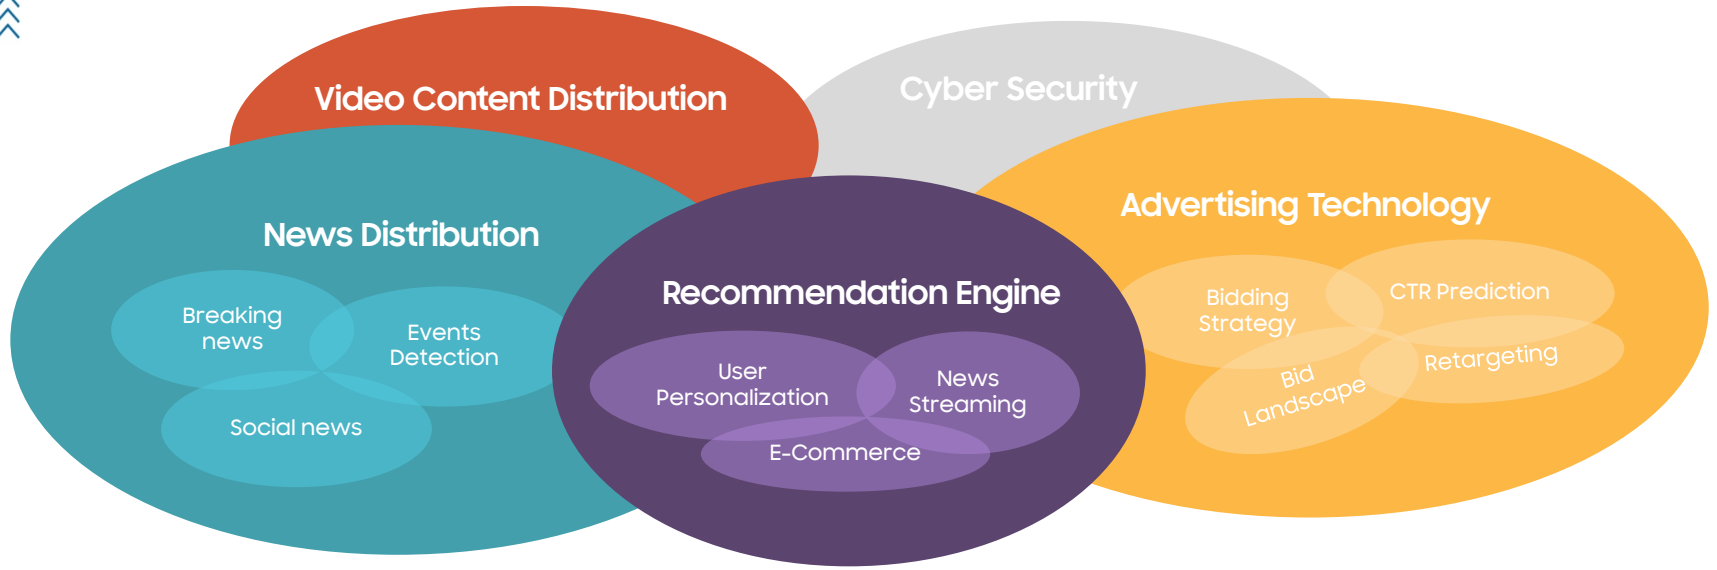 Video Content Distribution
Cyber Security
News Distribution
Breaking
news
Events
Detection
Social news
Recommendation Engine
User
Personalization
News
Streaming
E-Commerce
Advertising Technology
Bidding
Strategy
CTR Prediction
Bid
Landscape
Retargeting